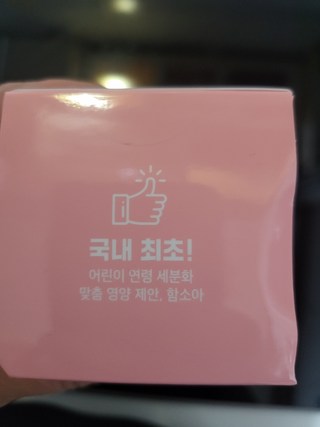 국내 최초!
어린이 연령 세분화
맞춤 영양 제안, 함소아